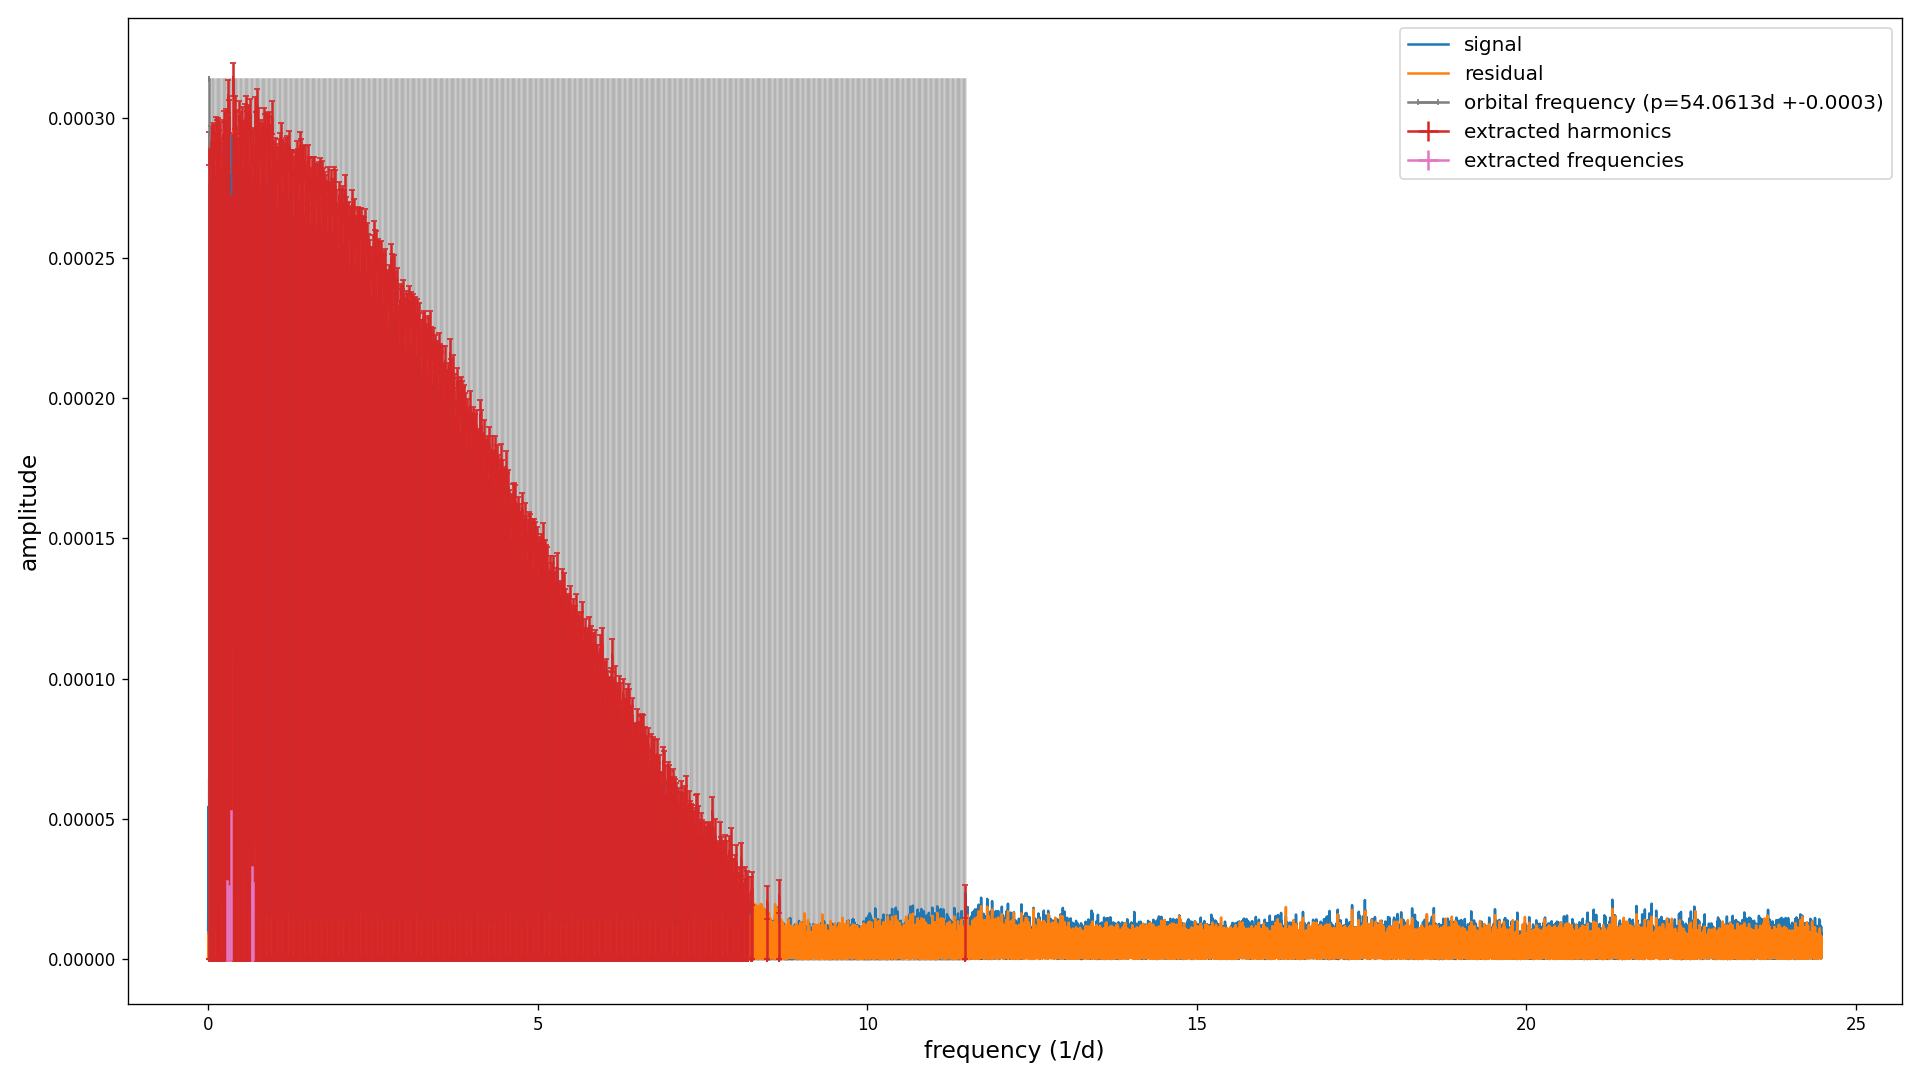 signal
residual
orbital frequency (p=54.0613d +-0.0003)
extracted harmonics
extracted frequencies
0.00030
0.00025
0.00020
0.00015
0.00010
0.00005
0.00000
amplitude
0 5 10 15 20 25
frequency (1/d)